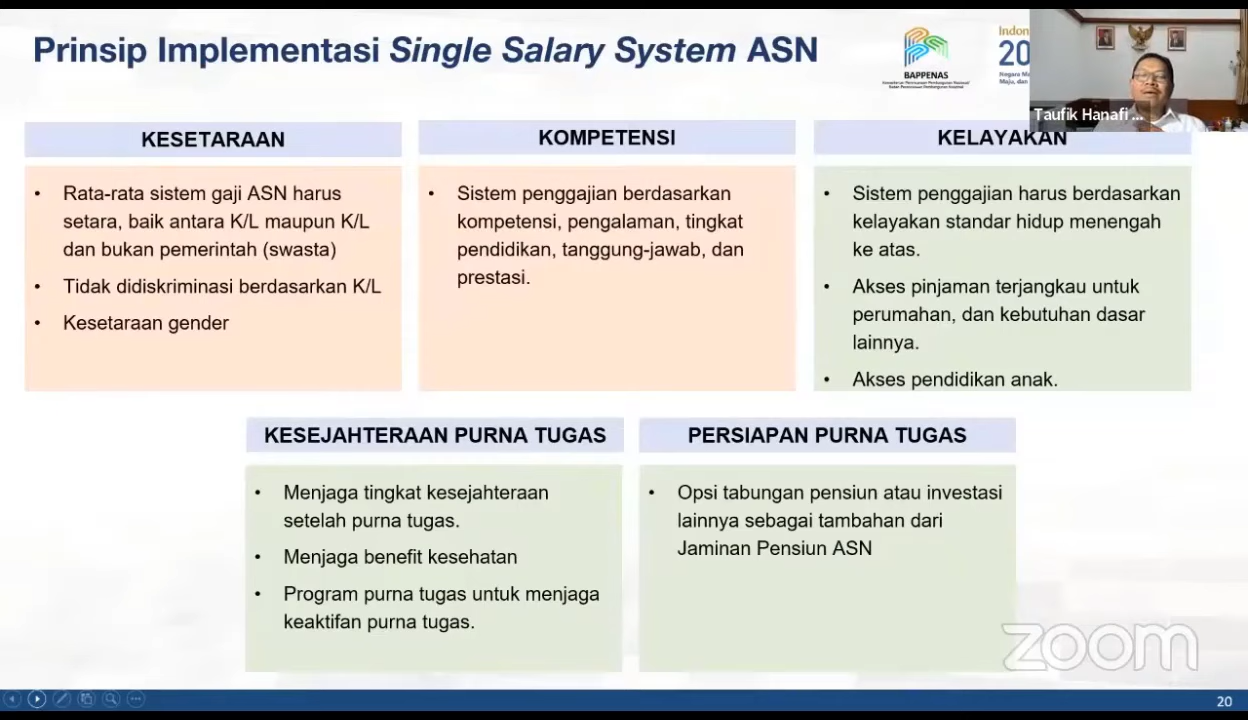 Prinsip Implementasi Single Salary System ASN
BAPPENAS
Indon
20
Taufik Hanafi ...
KESETARAAN
• Rata-rata sistem gaji ASN harus
setara, baik antara K/L maupun K/L
dan bukan pemerintah (swasta)
• Tidak didiskriminasi berdasarkan K/L
• Kesetaraan gender
KOMPETENSI
• Sistem penggajian berdasarkan
kompetensi, pengalaman, tingkat
pendidikan, tanggung-jawab, dan
prestasi.
KELAYAKAN
• Sistem penggajian harus berdasarkan
kelayakan standar hidup menengah
ke atas.
• Akses pinjaman terjangkau untuk
perumahan, dan kebutuhan dasar
lainnya.
• Akses pendidikan anak.
KESEJAHTERAAN PURNA TUGAS
• Menjaga tingkat kesejahteraan
setelah purna tugas.
• Menjaga benefit kesehatan
• Program purna tugas untuk menjaga
keaktifan purna tugas.
PERSIAPAN PURNA TUGAS
• Opsi tabungan pensiun atau investasi
lainnya sebagai tambahan dari
Jaminan Pensiun ASN
zoom
20